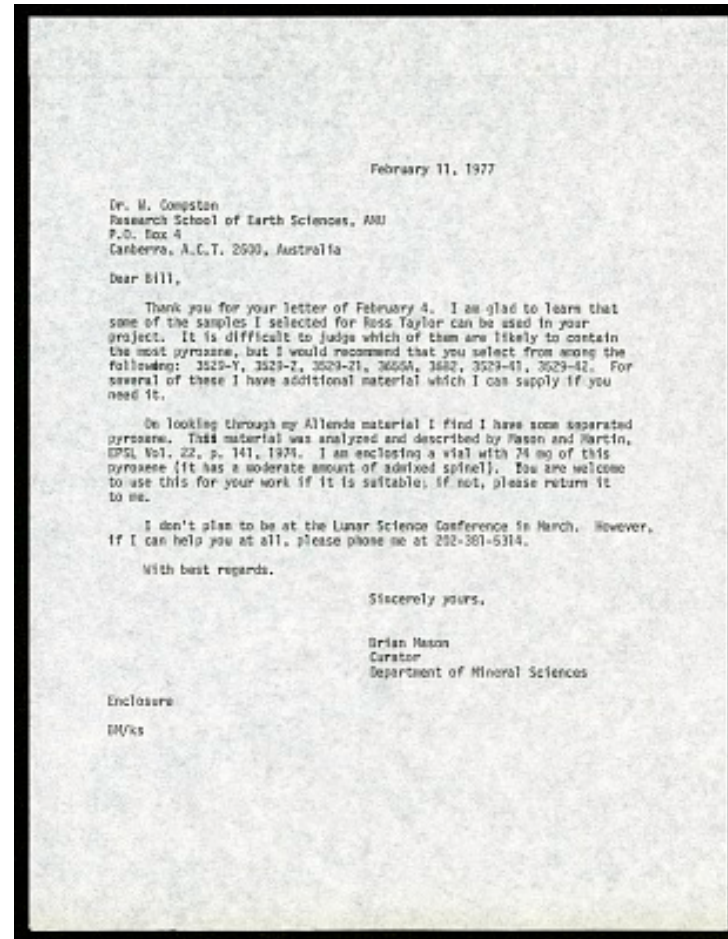 February 11, 1977
Dr. W. Compston
Research School of Earth Sciences, ANU
P.O. Box 4
Canberra, A.C.T. 2600, Australia
Dear Bill,
Thank you for your letter of February 4. I am glad to learn that
some of the samples I selected for Ross Taylor can be used in your
project. It is difficult to judge which of them are likely to contain
the most pyroxene, but I would recommend that you select from among the
following: 3529-Y, 3529-Z, 3529-21, 3655A, 3682, 3529-41, 3529-42. For
several of these I have additional material which I can supply if you
need it.
On looking through my Allende material I find I have some separated
pyroxene. This material was analyzed and described by Mason and Martin,
EPSL Vol. 22, p. 141, 1974. I am enclosing a vial with 74 mg of this
pyroxene (it has a moderate amount of admixed spinel). You are welcome
to use this for your work if it is suitable; if not, please return it
to me.
I don't plan to be at the Lunar Science Conference in March. However,
if I can help you at all, please phone me at 202-381-5314.
With best regards.
Sincerely yours,
Brian Mason
Curator
Department of Mineral Sciences
Enclosure
BM/ks